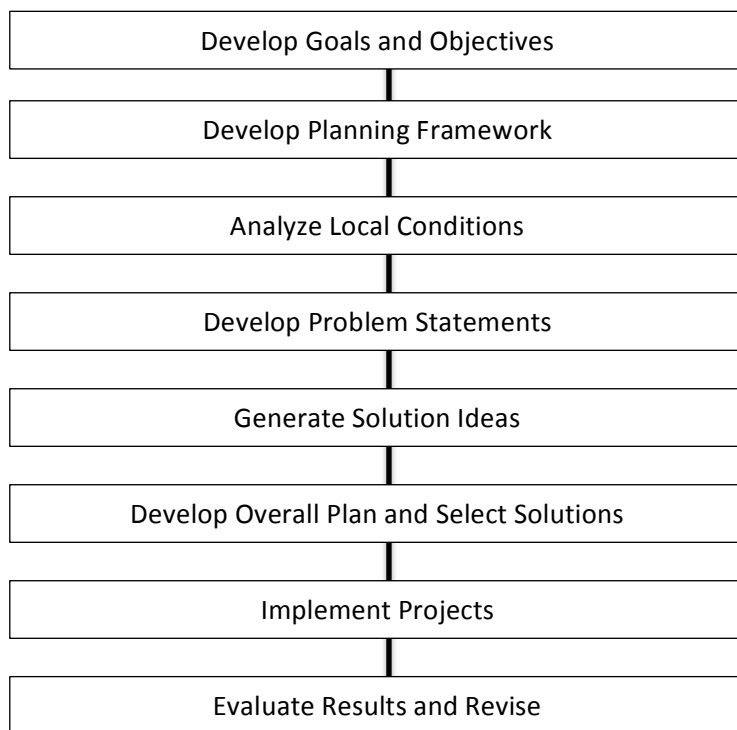 Develop Goals and Objectives
Develop Planning Framework
Analyze Local Conditions
Develop Problem Statements
Generate Solution Ideas
Develop Overall Plan and Select Solutions
Implement Projects
Evaluate Results and Revise